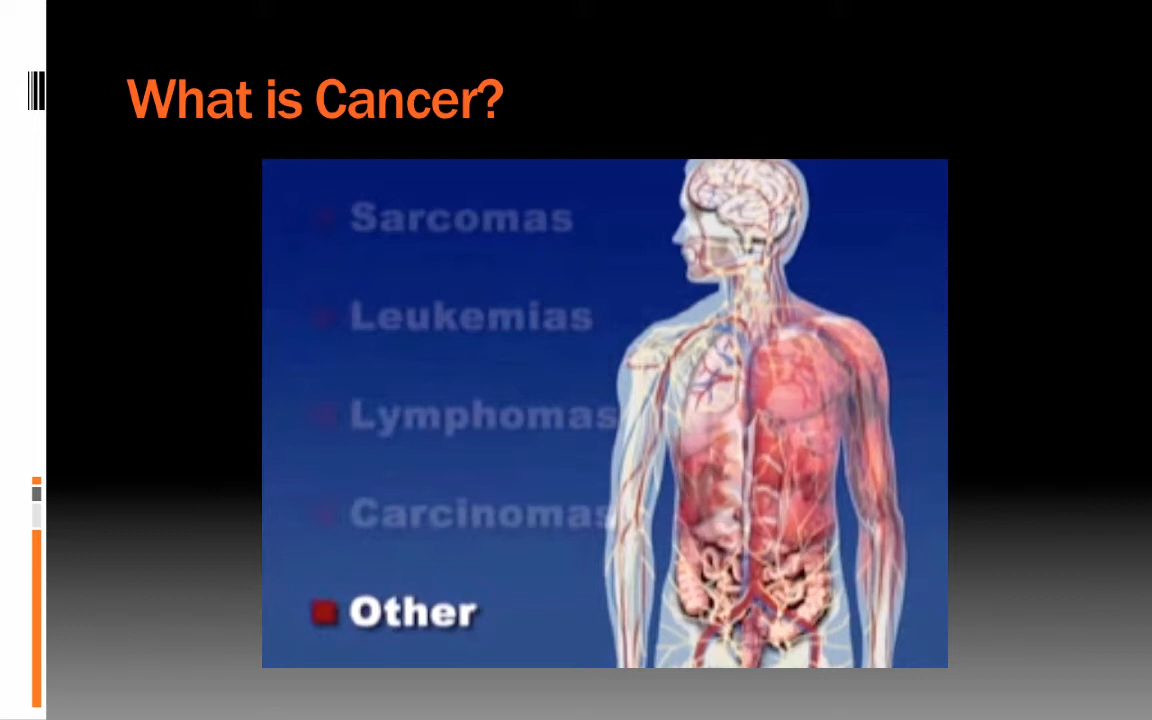 What is Cancer?
Sarcomas
Leukemias
Lymphomas
Carcinomas
Other